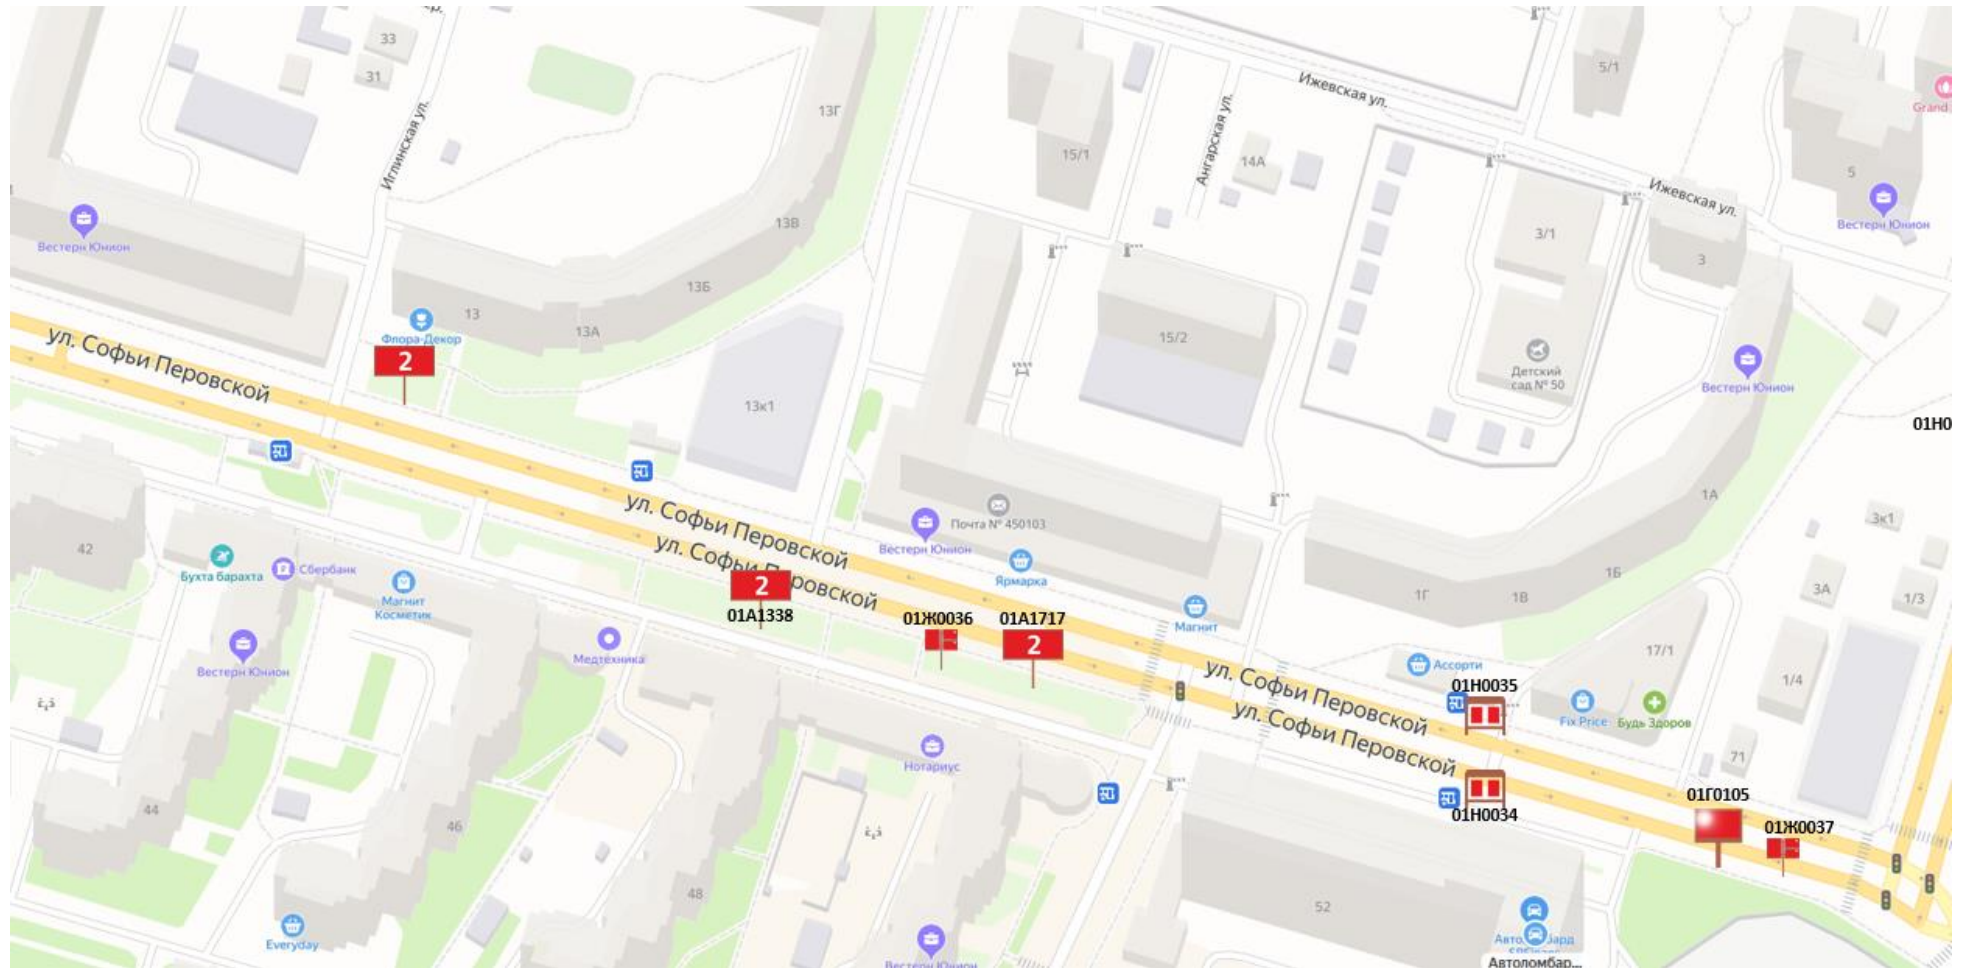 33
31
13Г
Иглинская ул.
15/1
Ангарская ул.
14А
Ижевская ул.
5/1
Grand
5
Вестерн Юнион
Ижевская ул.
3/1
3
Вестерн Юнион
13В
13Б
13
13А
Флора-Декор
2
15/2
Детский
сад № 50
Вестерн Юнион
01Н0
ул. Софьи Перовской
13к1
1А
3к1
ул. Софьи Перовской
Почта № 450103
Вестерн Юнион
Ярмарка
42
Бухта барахта
Сбербанк
Магнит
Косметик
ул. Софьи Перовской
2
01А1338
01Ж0036
01А1717
2
Магнит
1Г
1В
1Б
3А
1/3
Вестерн Юнион
Медтехника
ул. Софьи Перовской
Ассорти
01Н0035
17/1
1/4
Fix Price
Будь Здоров
ул. Софьи Перовской
71
Нотариус
01Н0034
01Г0105
01Ж0037
44
46
48
52
Everyday
Вестерн Юнион
Автоломбар...